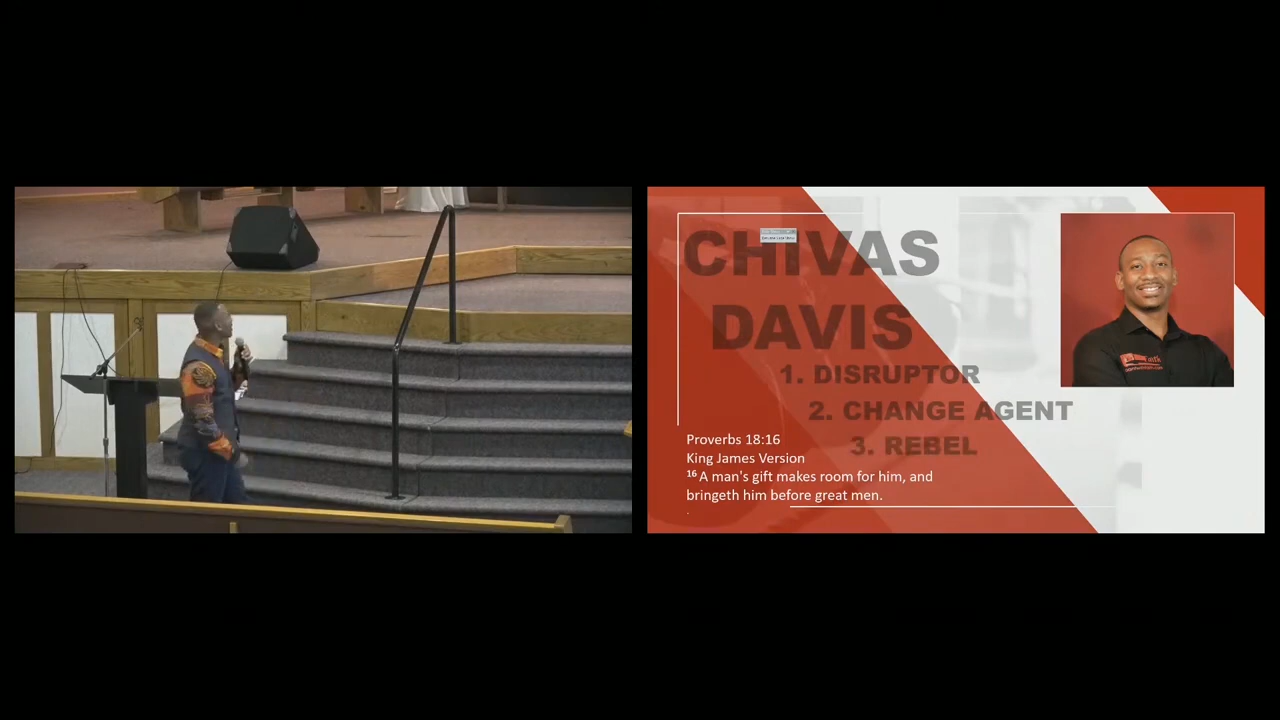 CHIVAS
DAVIS
1. DISRUPTOR
2. CHANGE AGENT
3. REBEL
Proverbs 18:16
King James Version
16 A man's gift makes room for him, and
bringeth him before great men.
.